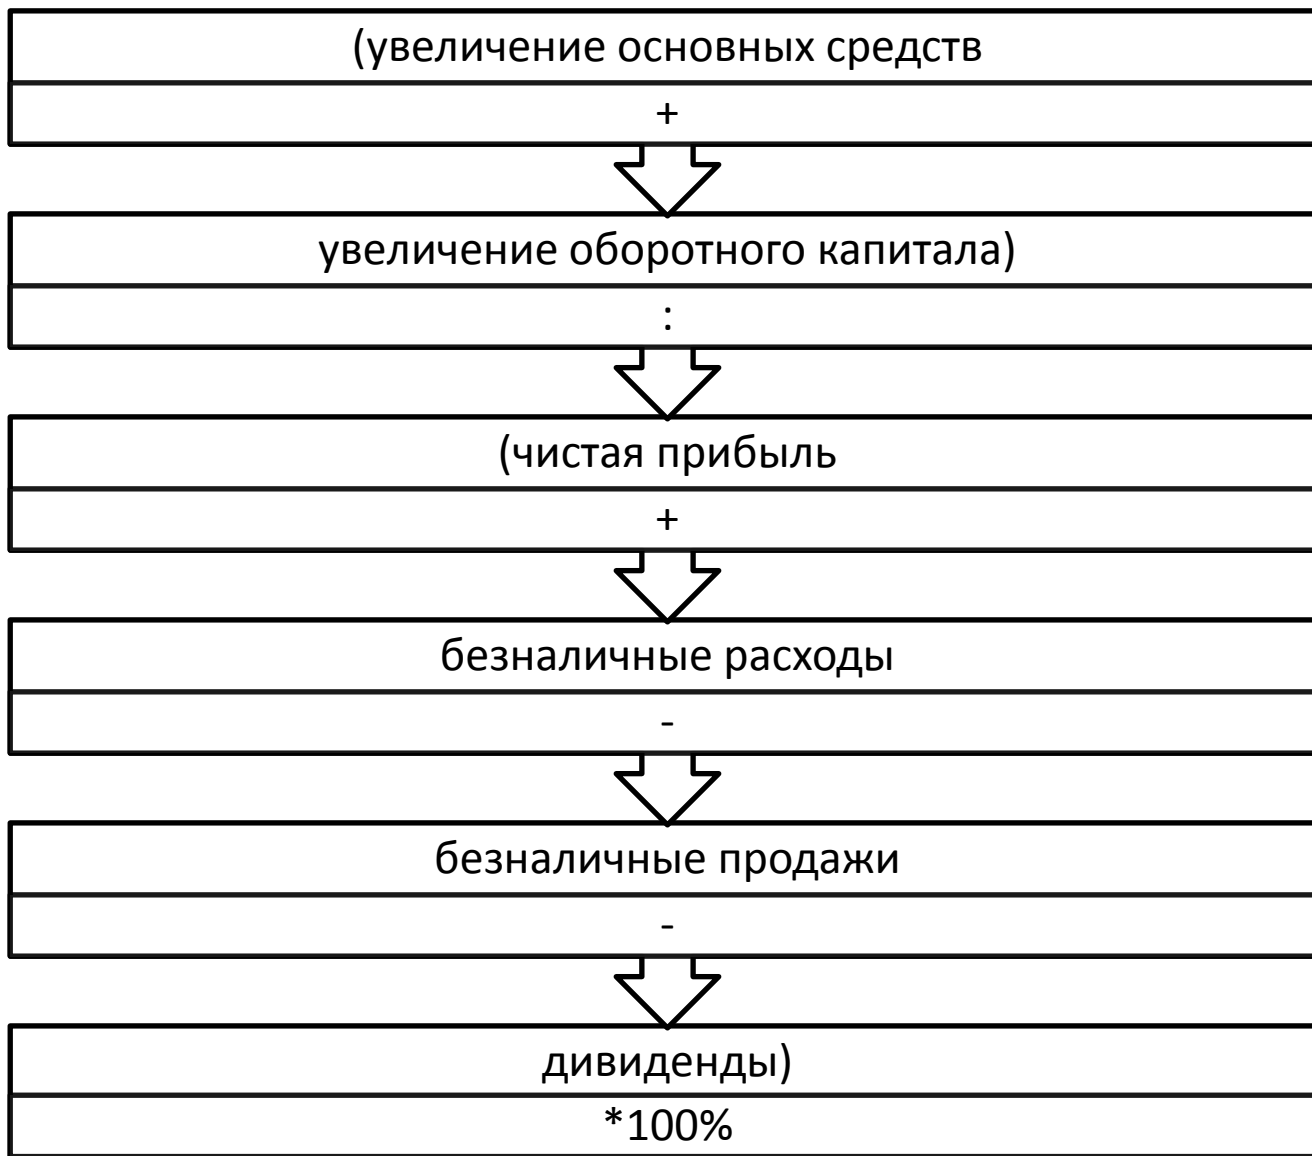 (увеличение основных средств
+
увеличение оборотного капитала)
:
(чистая прибыль
+
безналичные расходы
-
безналичные продажи
-
дивиденды)
*100%